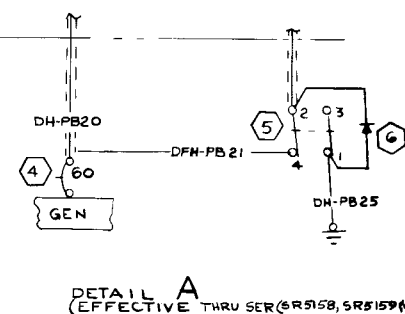 DH-PB20
2
3
5
6
DFH-PB21
4
60
4
1
GEN
DH-PB25
DETAIL A
(EFFECTIVE THRU SER(SR5158, SR5159